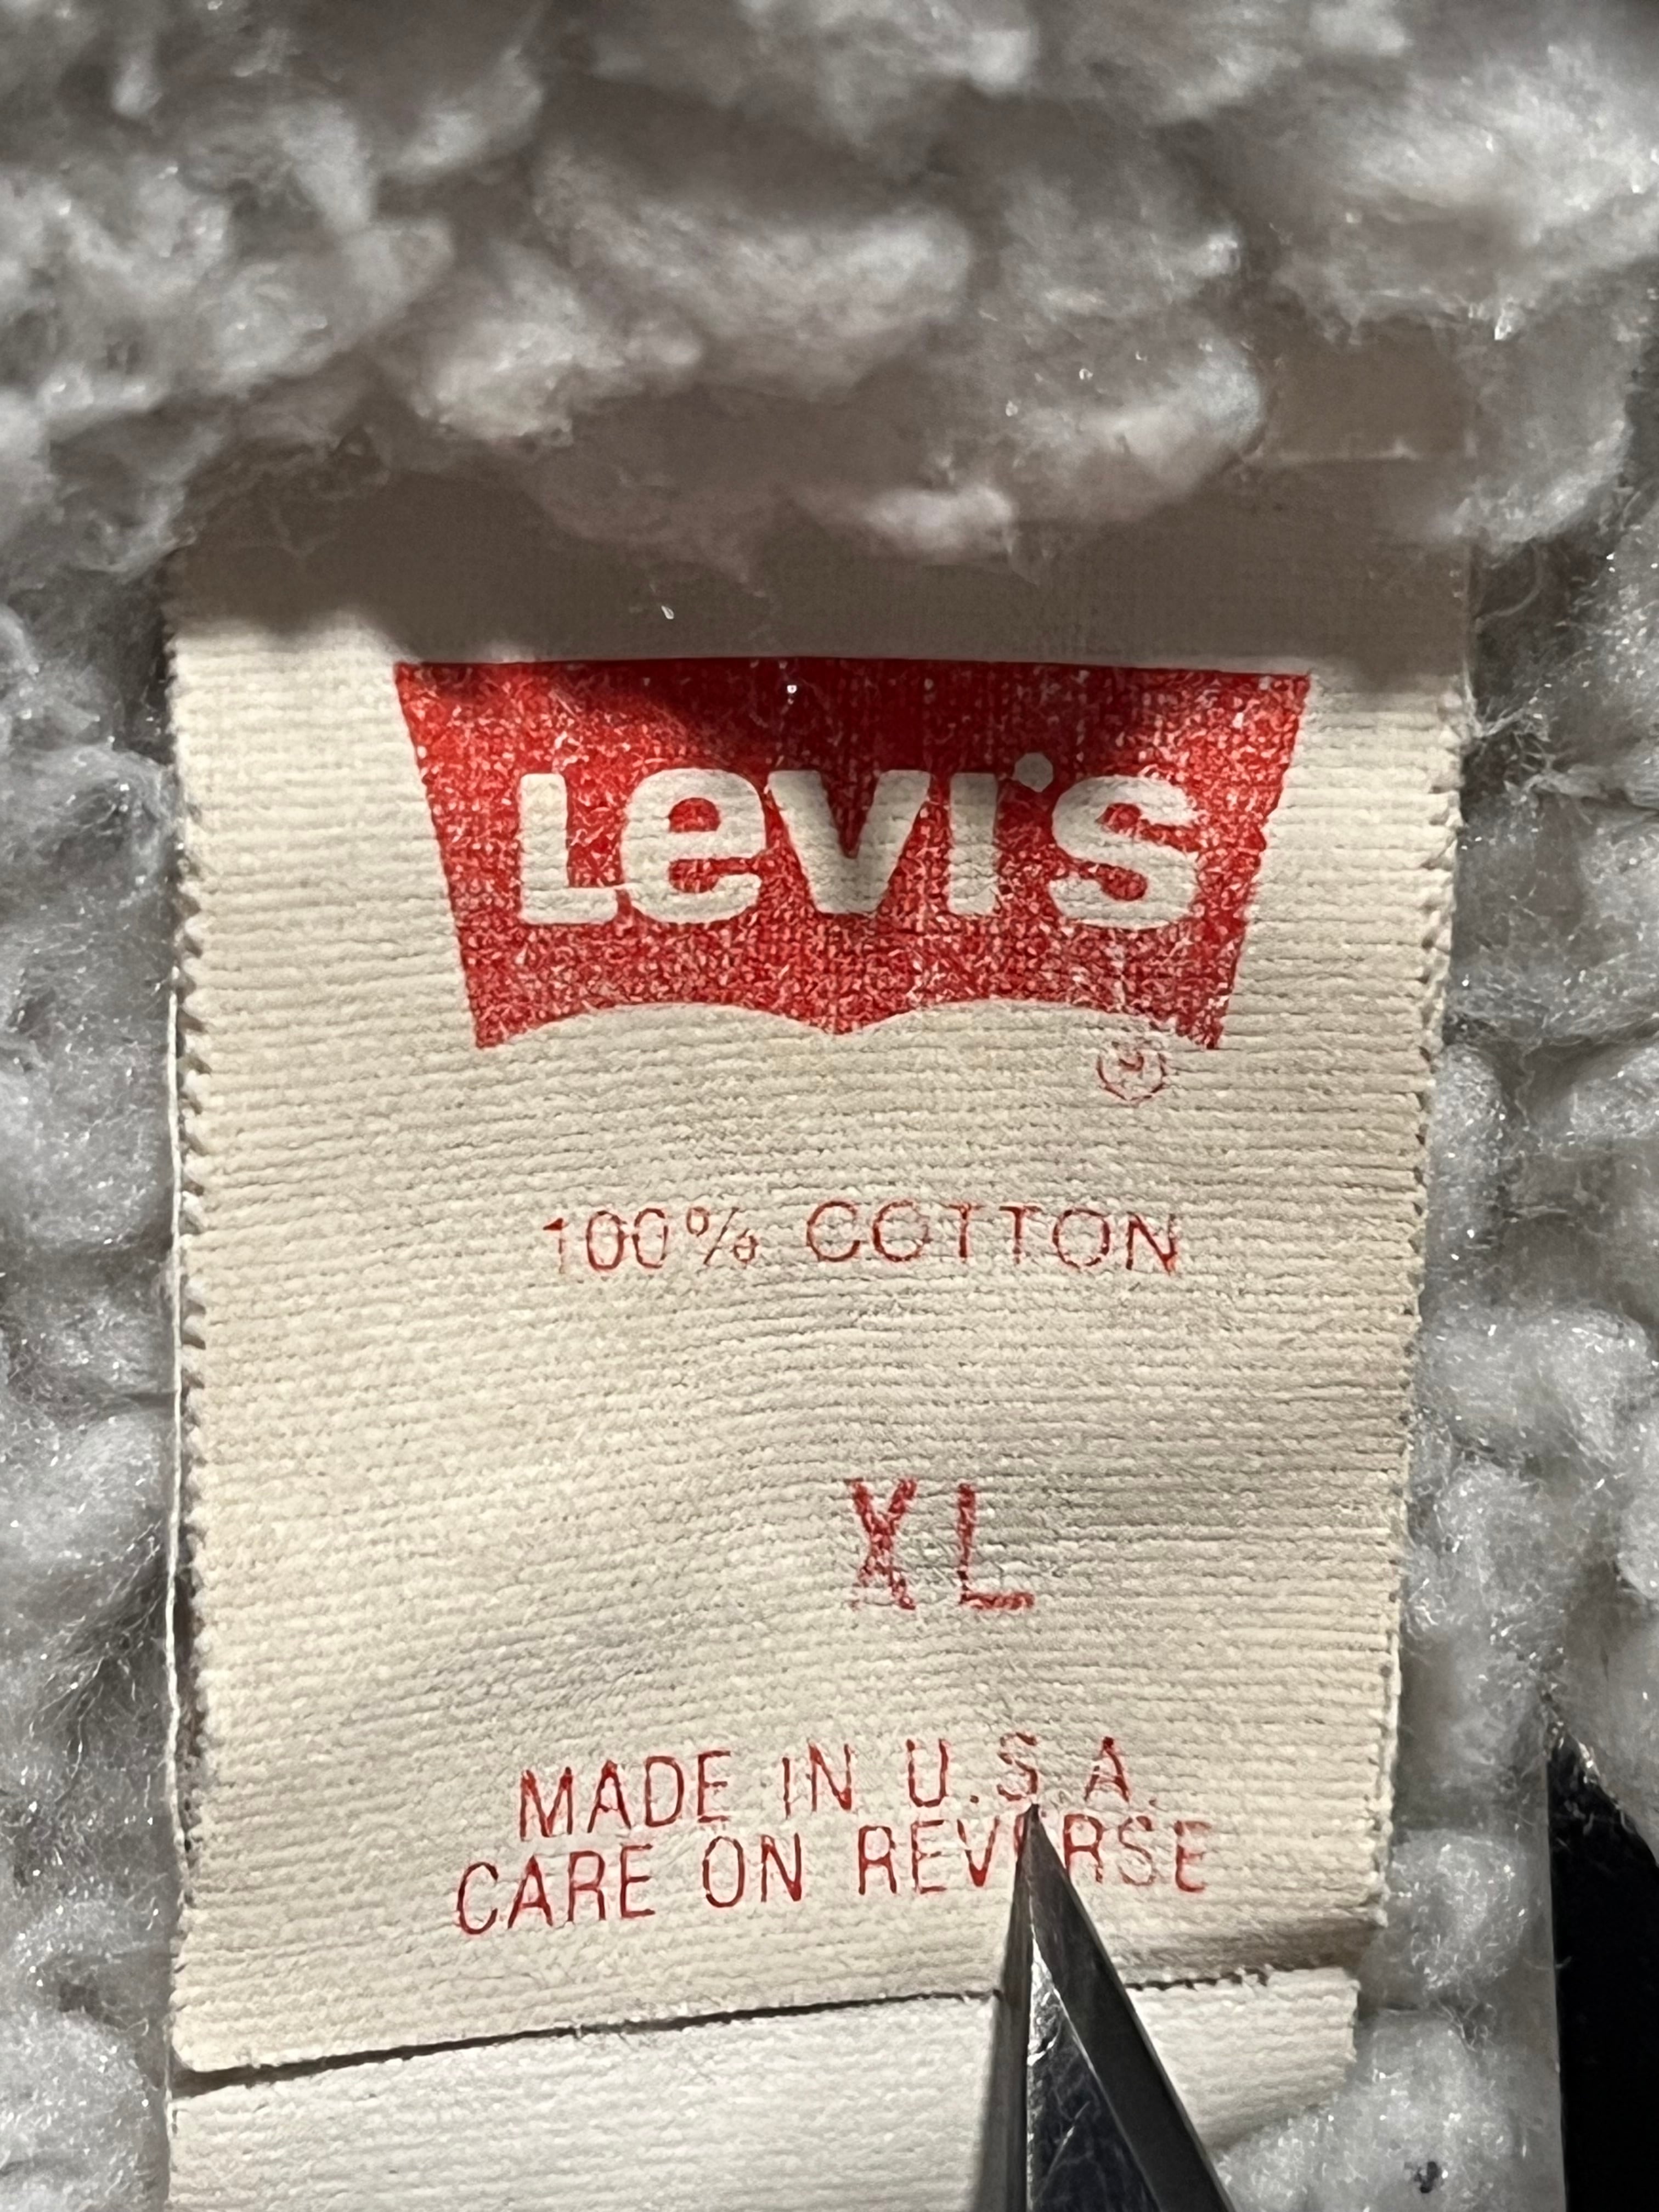 Levi's
®
100% COTTON
XL
MADE IN U.S.A.
CARE ON REVERSE